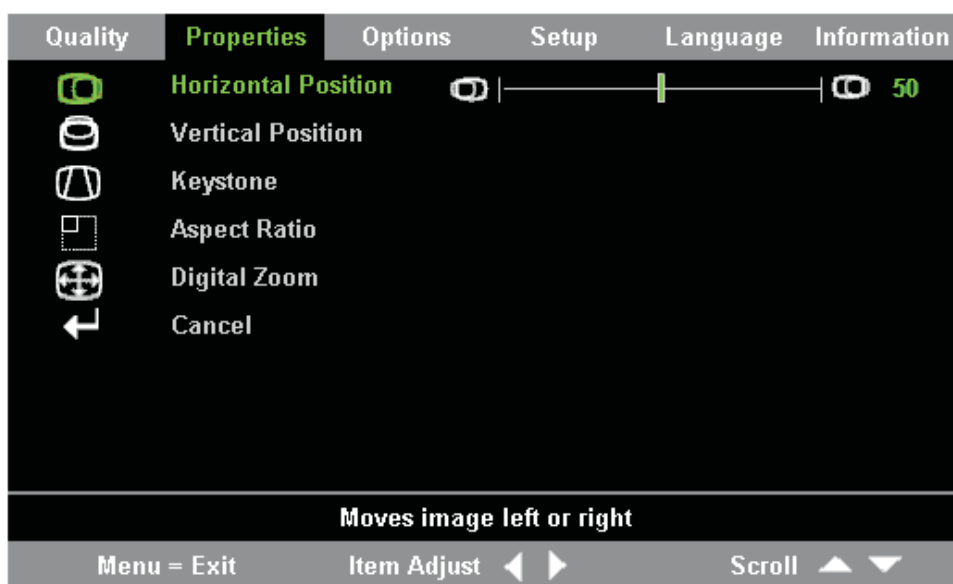 Quality Properties Options Setup Language Information
Horizontal Position 50
Vertical Position
Keystone
Aspect Ratio
Digital Zoom
Cancel
Moves image left or right
Menu = Exit Item Adjust Scroll